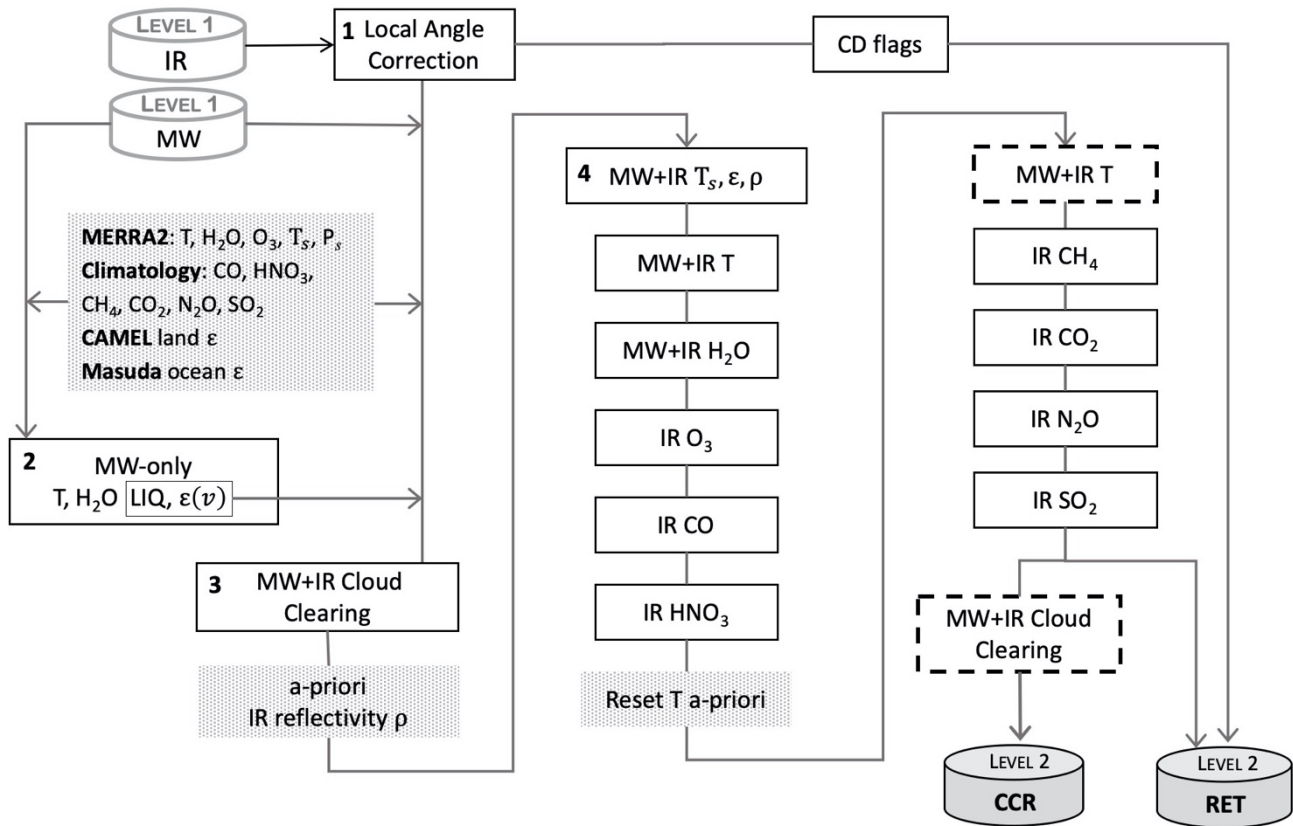 LEVEL 1
IR
LEVEL 1
MW
1 Local Angle
Correction
CD flags
MERRA2: T, H₂O, O₃, Tₛ, Pₛ
Climatology: CO, HNO₃,
CH₄, CO₂, N₂O, SO₂
CAMEL land ε
Masuda ocean ε
2 MW-only
T, H₂O LIQ, ε(v)
3 MW+IR Cloud
Clearing
a-priori
IR reflectivity ρ
4 MW+IR Tₛ, ε, ρ
MW+IR T
MW+IR H₂O
IR O₃
IR CO
IR HNO₃
Reset T a-priori
MW+IR T
IR CH₄
IR CO₂
IR N₂O
IR SO₂
MW+IR Cloud
Clearing
LEVEL 2
CCR
LEVEL 2
RET